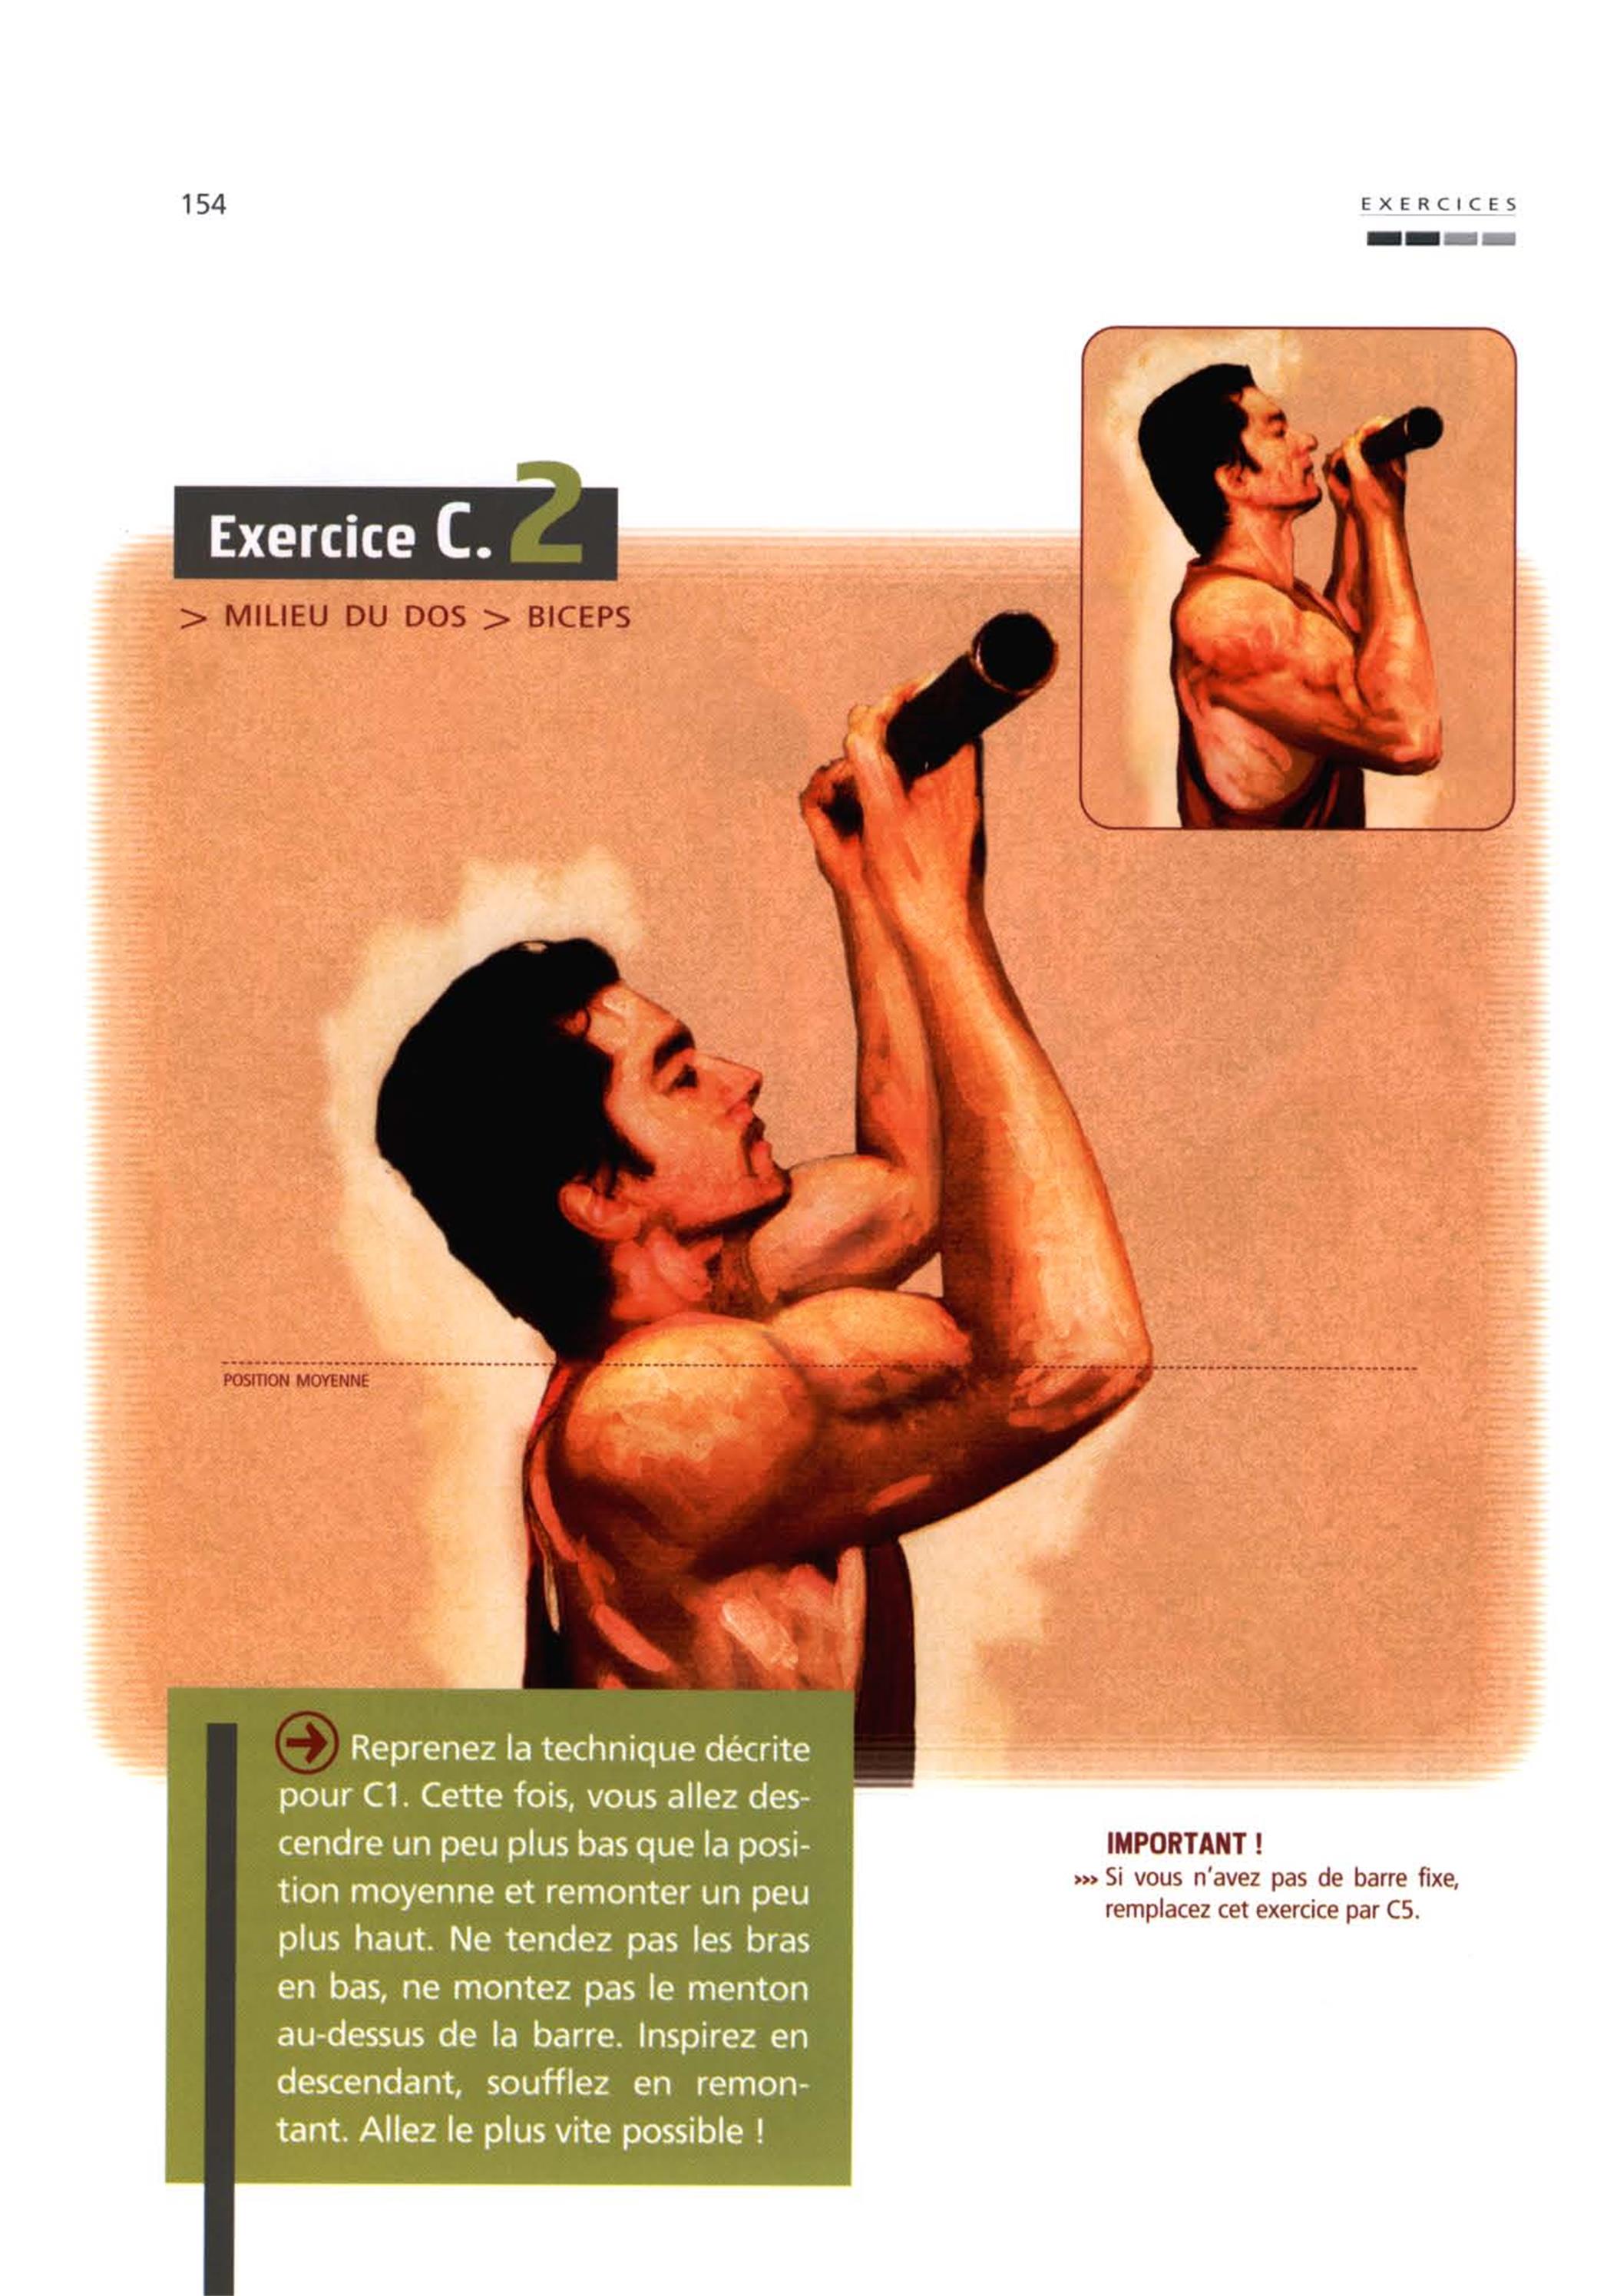 154
EXERCICES
Exercice C.2
> MILIEU DU DOS > BICEPS
POSITION MOYENNE
Reprenez la technique décrite
pour C1. Cette fois, vous allez des-
cendre un peu plus bas que la posi-
tion moyenne et remonter un peu
plus haut. Ne tendez pas les bras
en bas, ne montez pas le menton
au-dessus de la barre. Inspirez en
descendant, soufflez en remon-
tant. Allez le plus vite possible !
IMPORTANT !
»» Si vous n'avez pas de barre fixe,
remplacez cet exercice par C5.